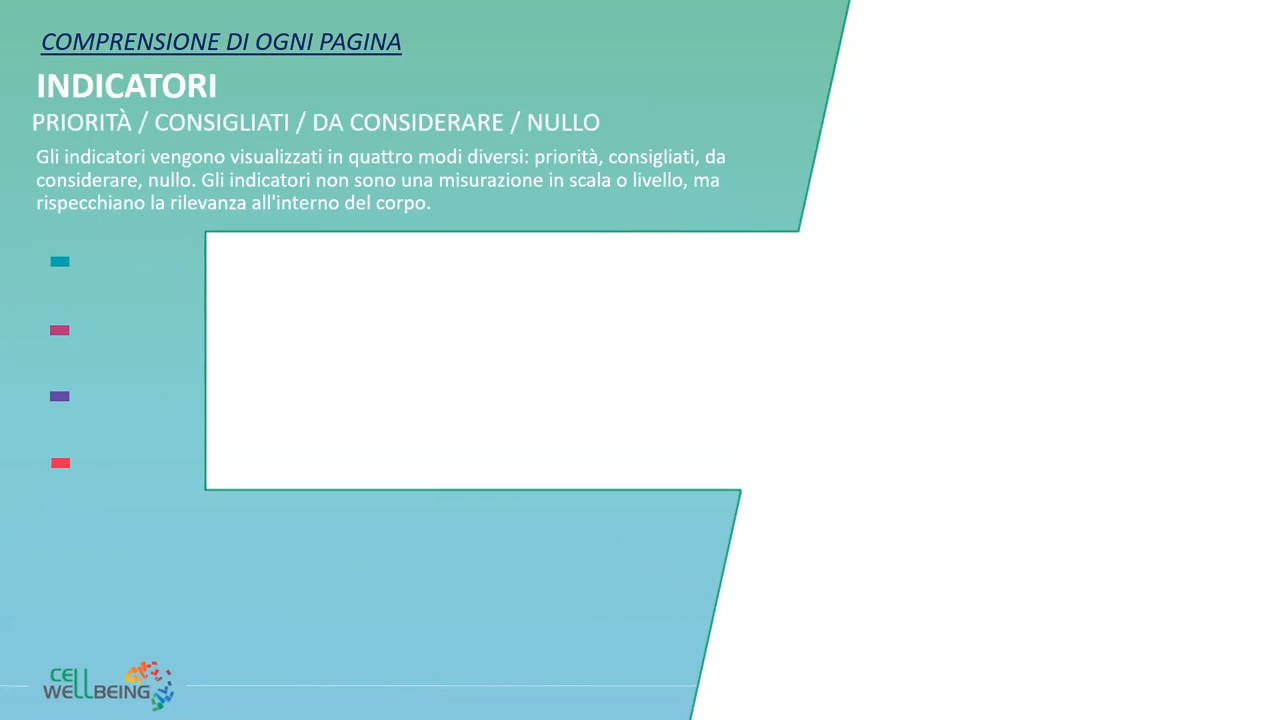 COMPRENSIONE DI OGNI PAGINA
INDICATORI
PRIORITÀ / CONSIGLIATI / DA CONSIDERARE / NULLO
Gli indicatori vengono visualizzati in quattro modi diversi: priorità, consigliati, da
considerare, nullo. Gli indicatori non sono una misurazione in scala o livello, ma
rispecchiano la rilevanza all'interno del corpo.
CELL
WELLBEING